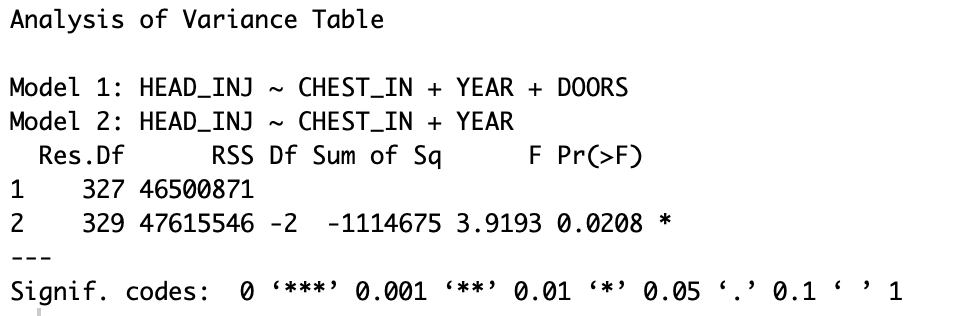 Analysis of Variance Table
Model 1: HEAD_INJ ~ CHEST_IN + YEAR + DOORS
Model 2: HEAD_INJ ~ CHEST_IN + YEAR
  Res.Df      RSS Df Sum of Sq      F Pr(>F)
1    327 46500871
2    329 47615546 -2  -1114675 3.9193 0.0208 *
---
Signif. codes:  0 ‘***’ 0.001 ‘**’ 0.01 ‘*’ 0.05 ‘.’ 0.1 ‘ ’ 1